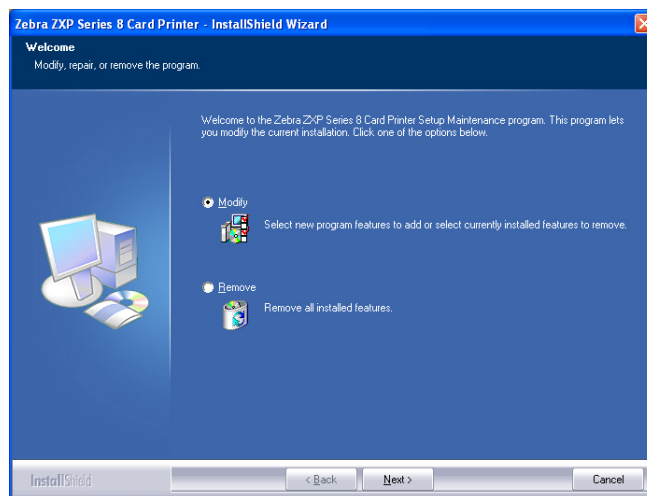 Zebra ZXP Series 8 Card Printer - InstallShield Wizard
Welcome
Modify, repair, or remove the program.
Welcome to the Zebra ZXP Series 8 Card Printer Setup Maintenance program. This program lets
you modify the current installation. Click one of the options below.
Modify
Select new program features to add or select currently installed features to remove.
Remove
Remove all installed features.
InstallShield
< Back
Next >
Cancel